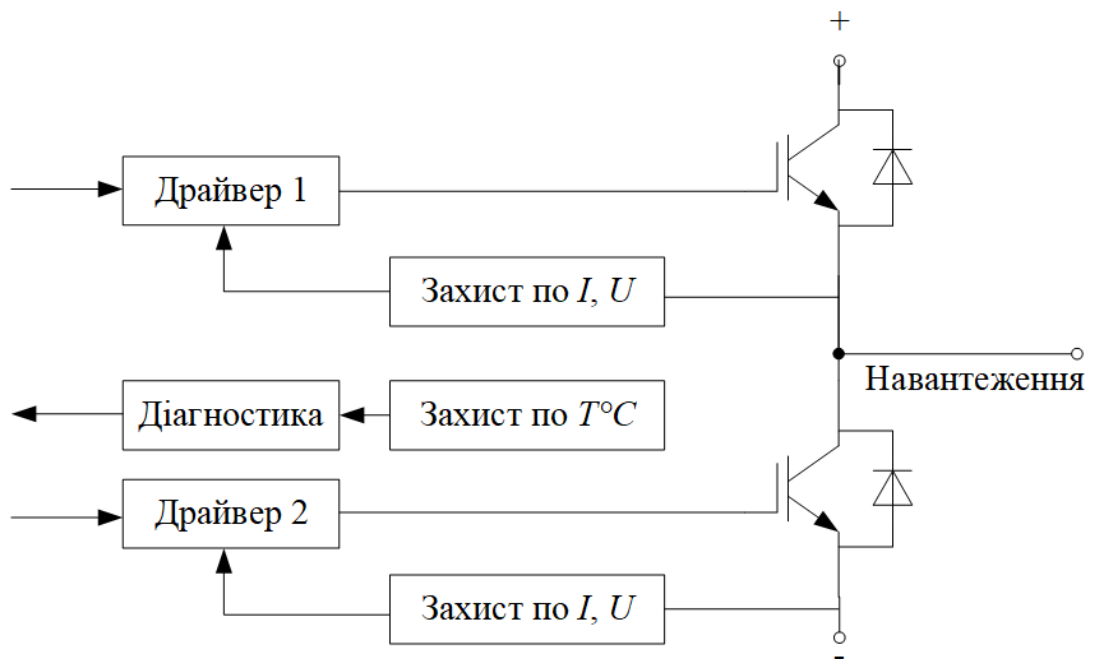 +
Драйвер 1
Захист по I, U
Навантеження
Діагностика
Захист по T°C
Драйвер 2
Захист по I, U
-